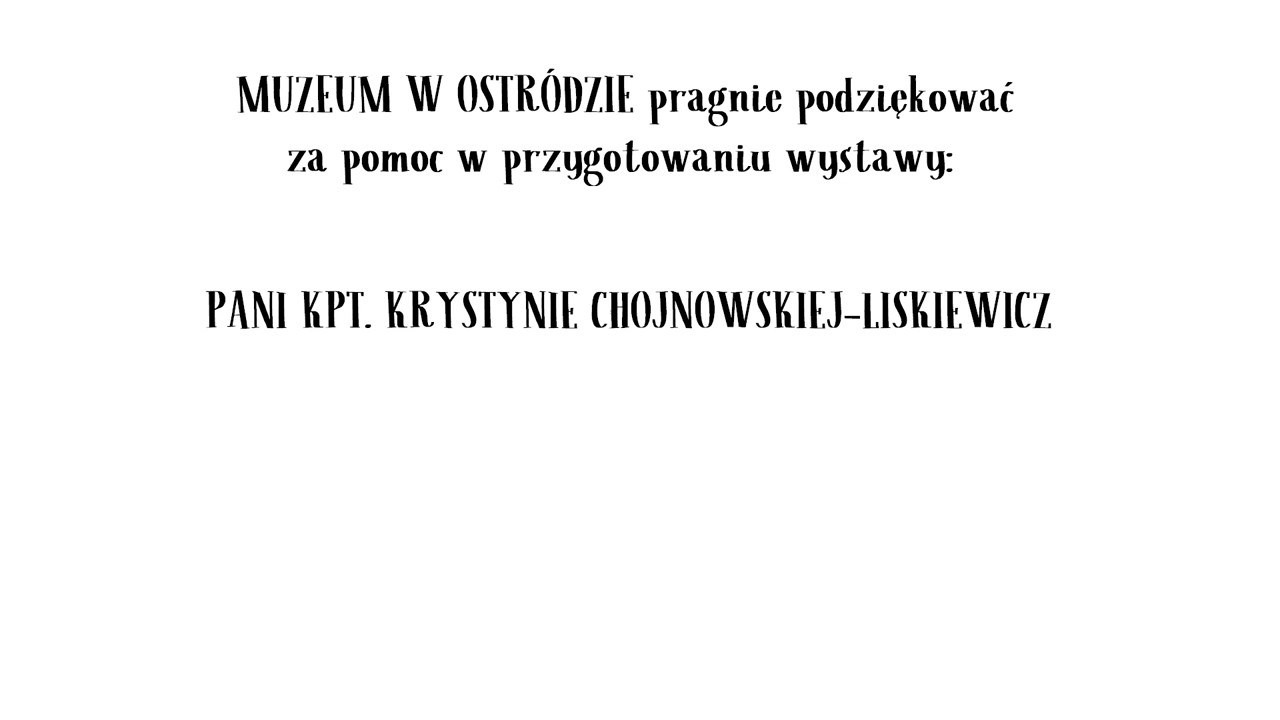 MUZEUM W OSTRÓDZIE pragnie podziękować
za pomoc w przygotowaniu wystawy:
PANI KPT. KRYSTYNIE CHOJNOWSKIEJ-LISKIEWICZ